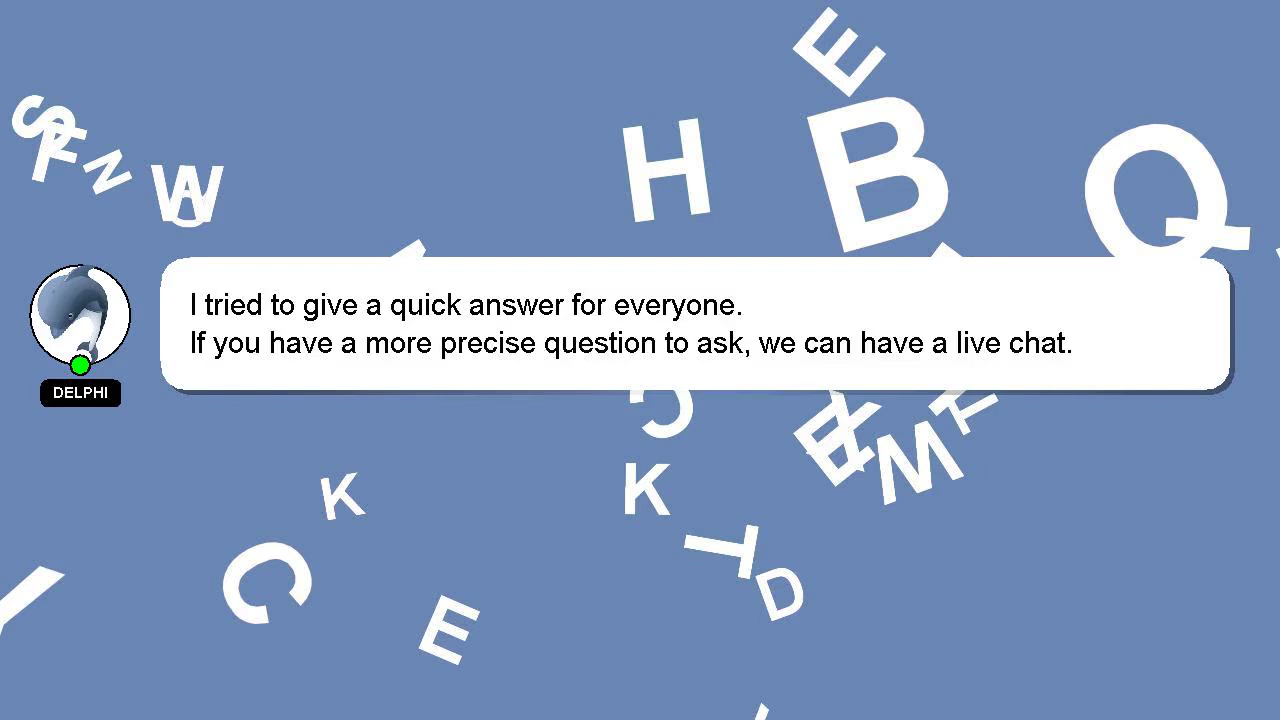 E
B
H
Q
S
F
N
W
I tried to give a quick answer for everyone.
If you have a more precise question to ask, we can have a live chat.
DELPHI
C
E
M
K
K
T
D
C
E